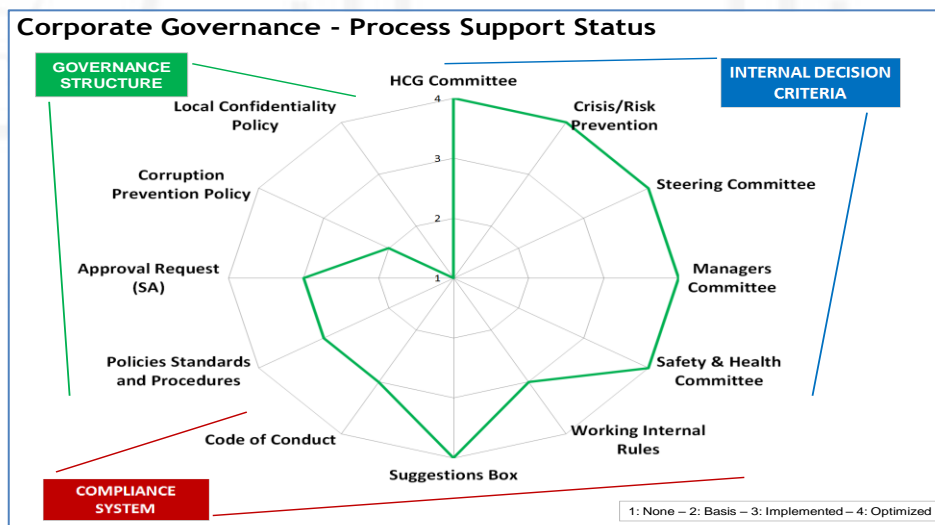 Corporate Governance - Process Support Status
GOVERNANCE
STRUCTURE
INTERNAL DECISION
CRITERIA
HCG Committee
Crisis/Risk
Prevention
Steering Committee
Managers
Committee
Safety & Health
Committee
Working Internal
Rules
Suggestions Box
Code of Conduct
Policies Standards
and Procedures
Approval Request
(SA)
Corruption
Prevention Policy
Local Confidentiality
Policy
4
3
2
1
COMPLIANCE
SYSTEM
1: None – 2: Basis – 3: Implemented – 4: Optimized